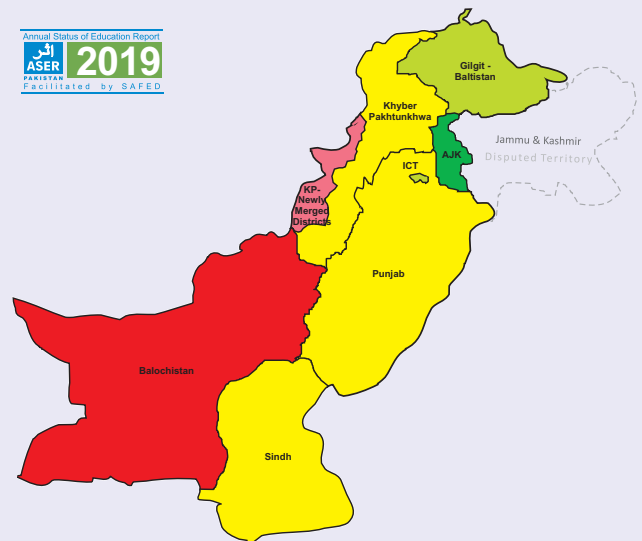 Annual Status of Education Report
اثر
ASER
PAKISTAN
2019
Facilitated by SAFED
Gilgit -
Baltistan
Khyber
Pakhtunkhwa
Jammu & Kashmir
Disputed Territory
AJK
ICT
KP-
Newly
Merged
Districts
Punjab
Balochistan
Sindh